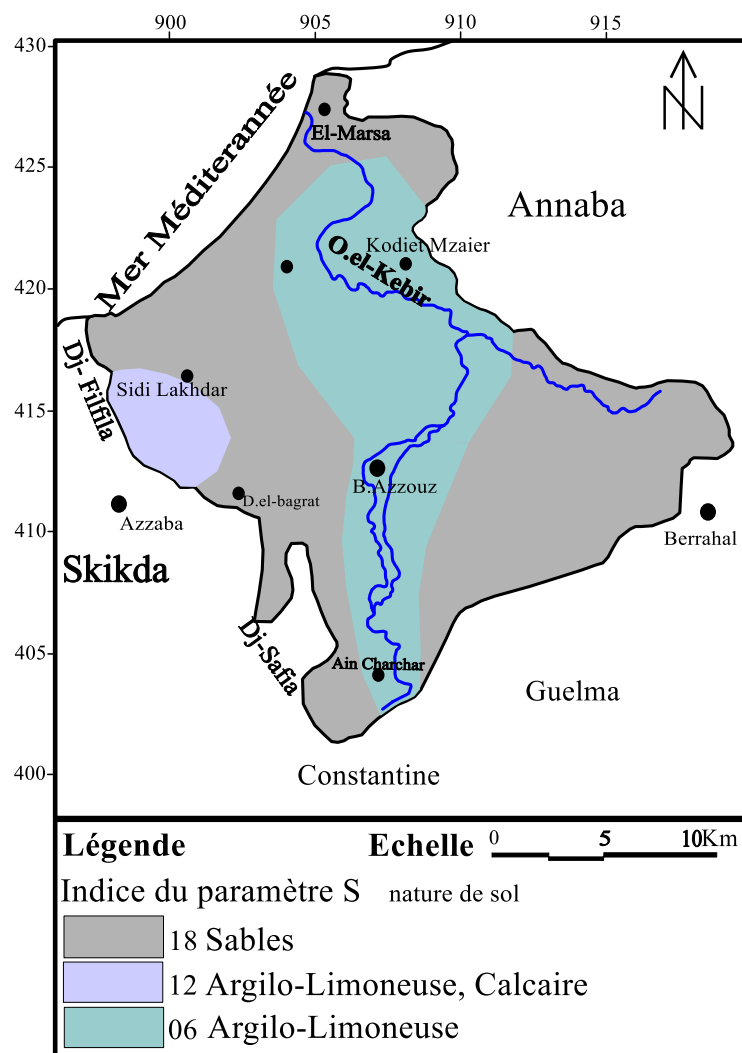 900 905 910 915
430
425
420
415
410
405
400
N
El-Marsa
Mer Méditerannée
Annaba
Kodiet Mzaier
O.el-Kebir
Dj-Filfila
Sidi Lakhdar
B.Azzouz
D.el-bagrat
Azzaba
Berrahal
Skikda
Dj-Safia
Ain Charchar
Guelma
Constantine
Légende Echelle 0 5 10Km
Indice du paramètre S nature de sol
18 Sables
12 Argilo-Limoneuse, Calcaire
06 Argilo-Limoneuse